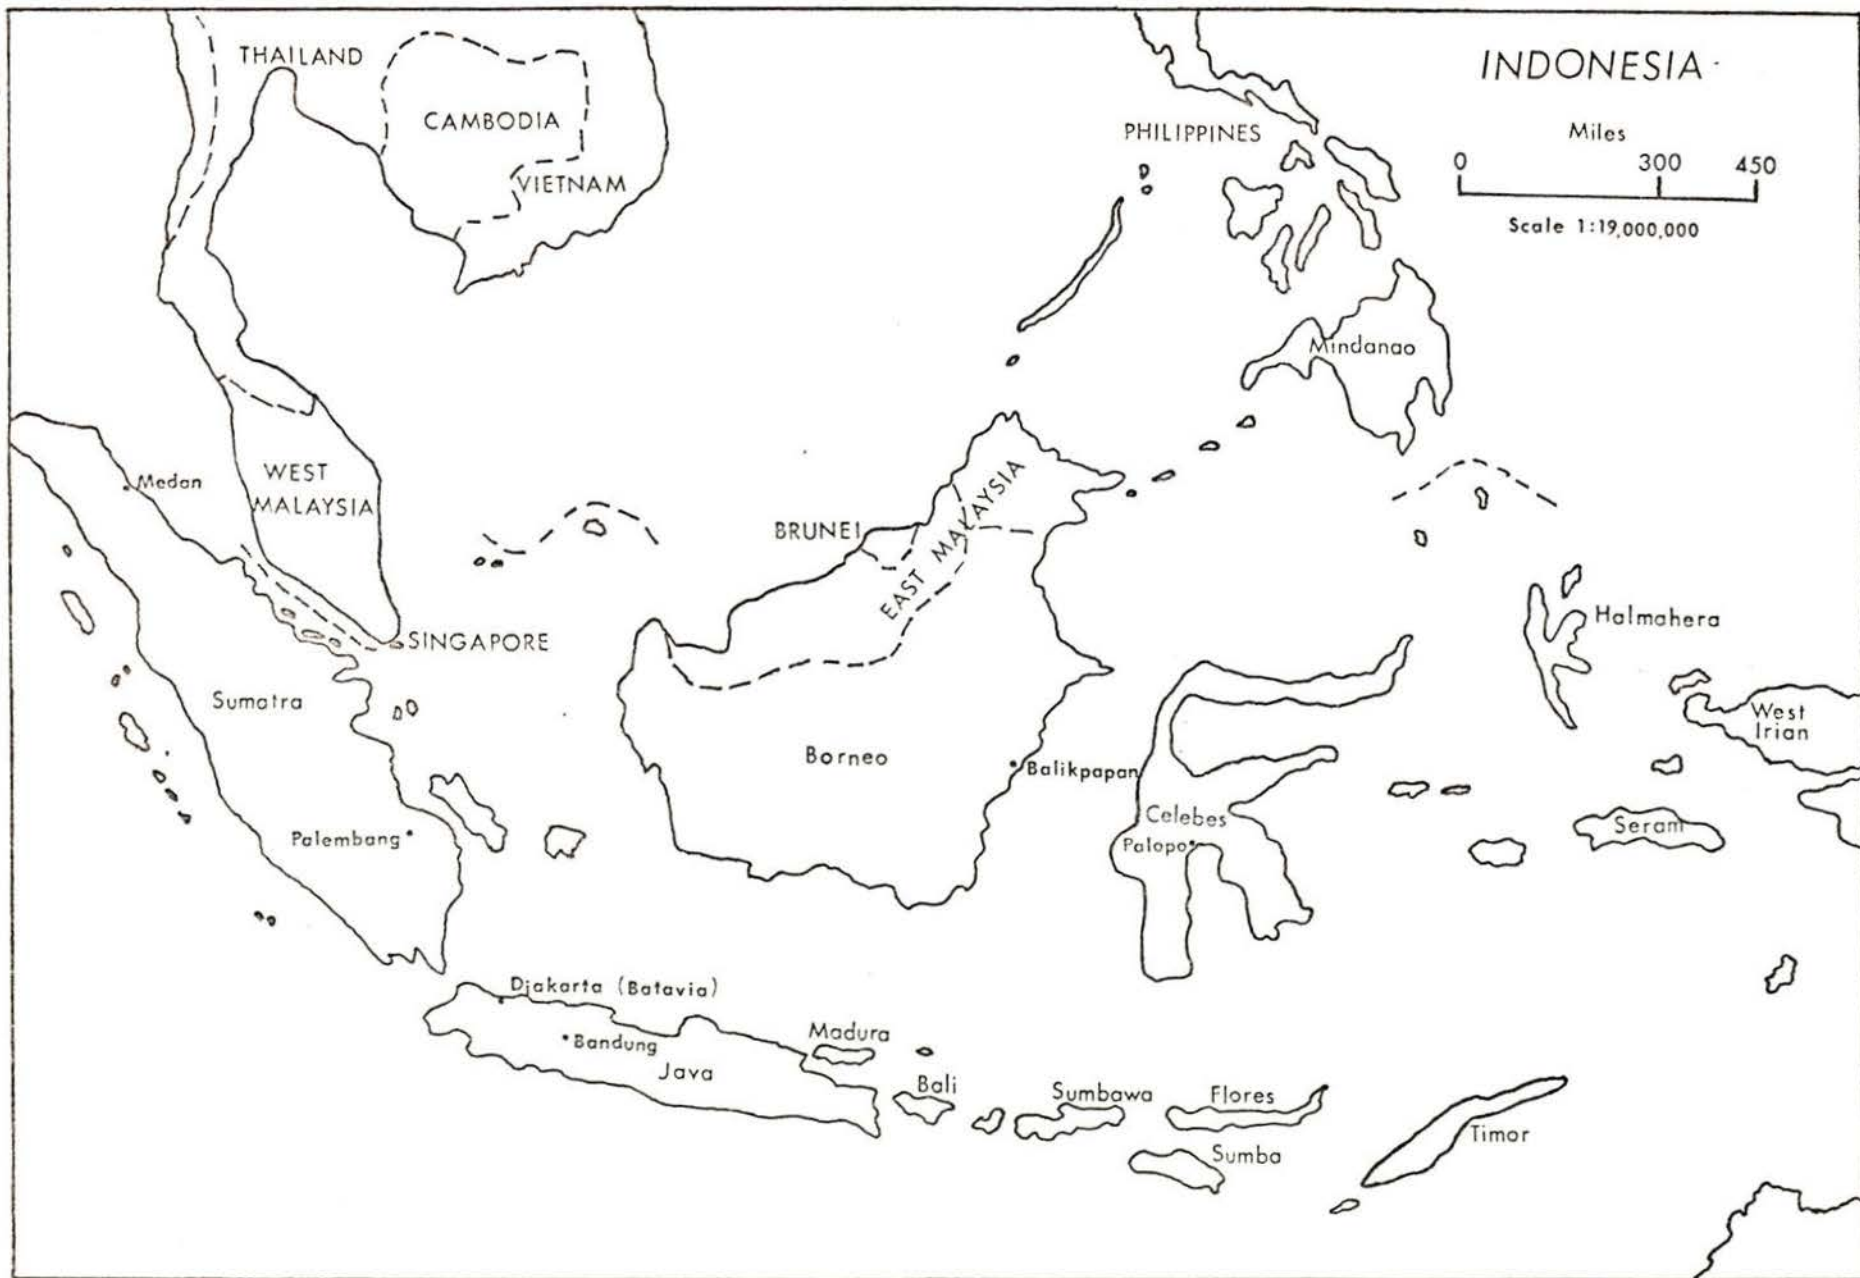 INDONESIA
Miles
0 300 450
Scale 1:19,000,000
THAILAND
CAMBODIA
VIETNAM
PHILIPPINES
Mindanao
WEST
MALAYSIA
Medan
BRUNEI
EAST MALAYSIA
SINGAPORE
Halmahera
Sumatra
West
Irian
Borneo
Balikpapan
Celebes
Palopo
Seram
Palembang
Djakarta (Batavia)
Bandung
Java
Madura
Bali
Sumbawa
Flores
Sumba
Timor